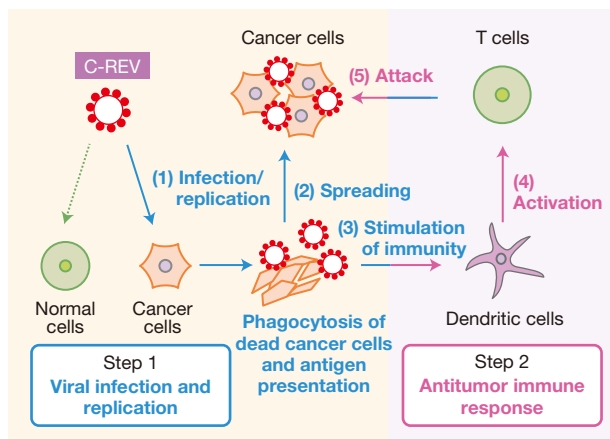 Cancer cells
T cells
C-REV
(5) Attack
(1) Infection/
replication
(2) Spreading
(3) Stimulation
of immunity
(4)
Activation
Normal
cells
Cancer
cells
Phagocytosis of
dead cancer cells
and antigen
presentation
Dendritic cells
Step 1
Viral infection and
replication
Step 2
Antitumor immune
response